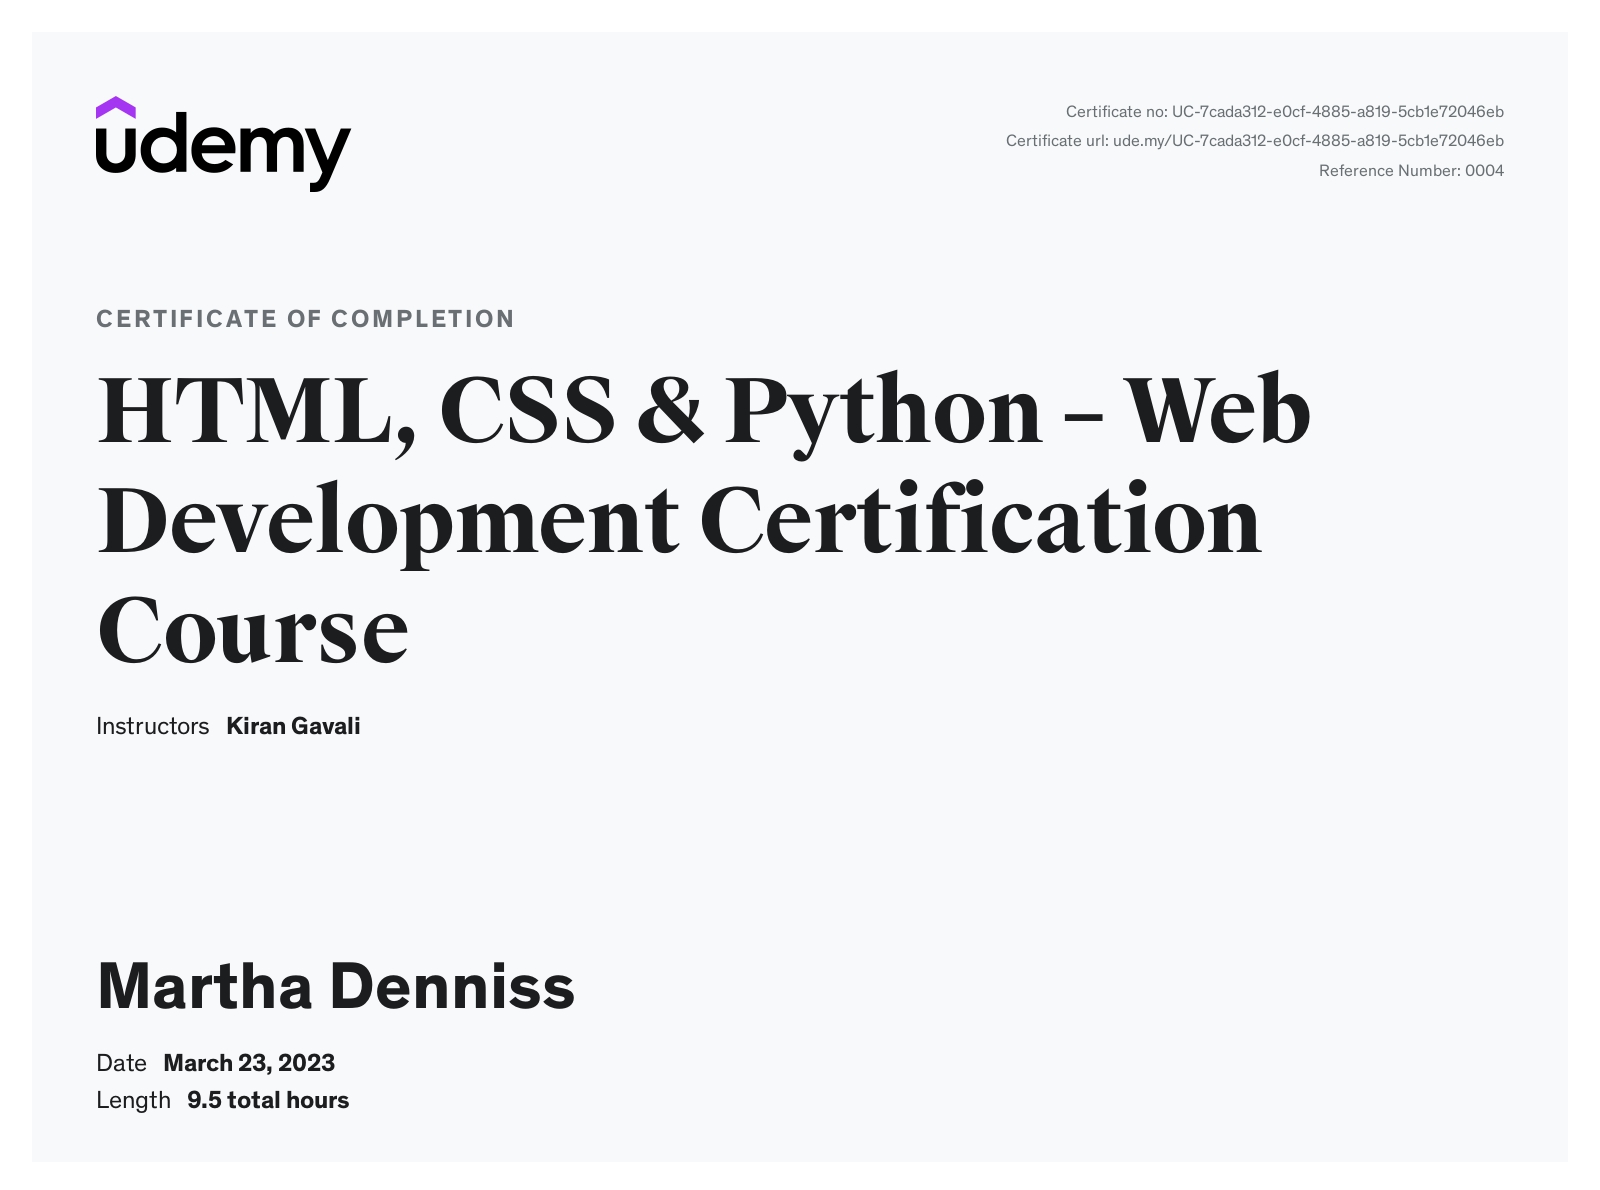 udemy
Certificate no: UC-7cada312-e0cf-4885-a819-5cb1e72046eb
Certificate url: ude.my/UC-7cada312-e0cf-4885-a819-5cb1e72046eb
Reference Number: 0004
CERTIFICATE OF COMPLETION
HTML, CSS & Python – Web
Development Certification
Course
Instructors Kiran Gavali
Martha Denniss
Date March 23, 2023
Length 9.5 total hours